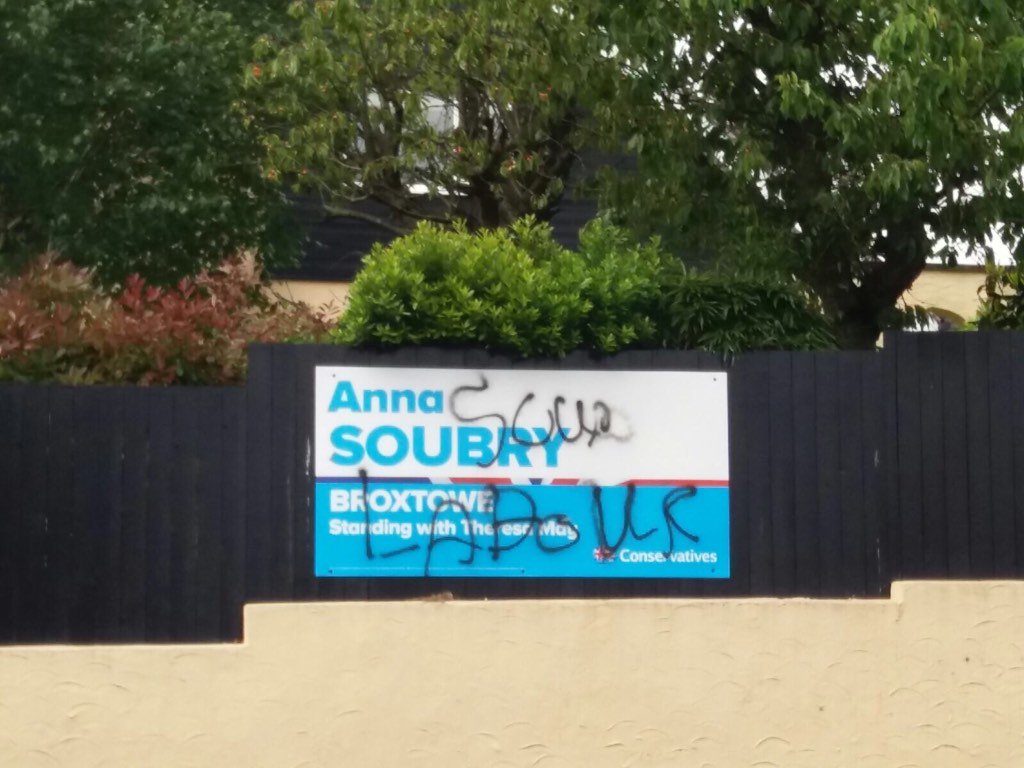 Anna
SOUBRY
BROXTOWE
Standing with Theresa May
Conservatives
LABOUR